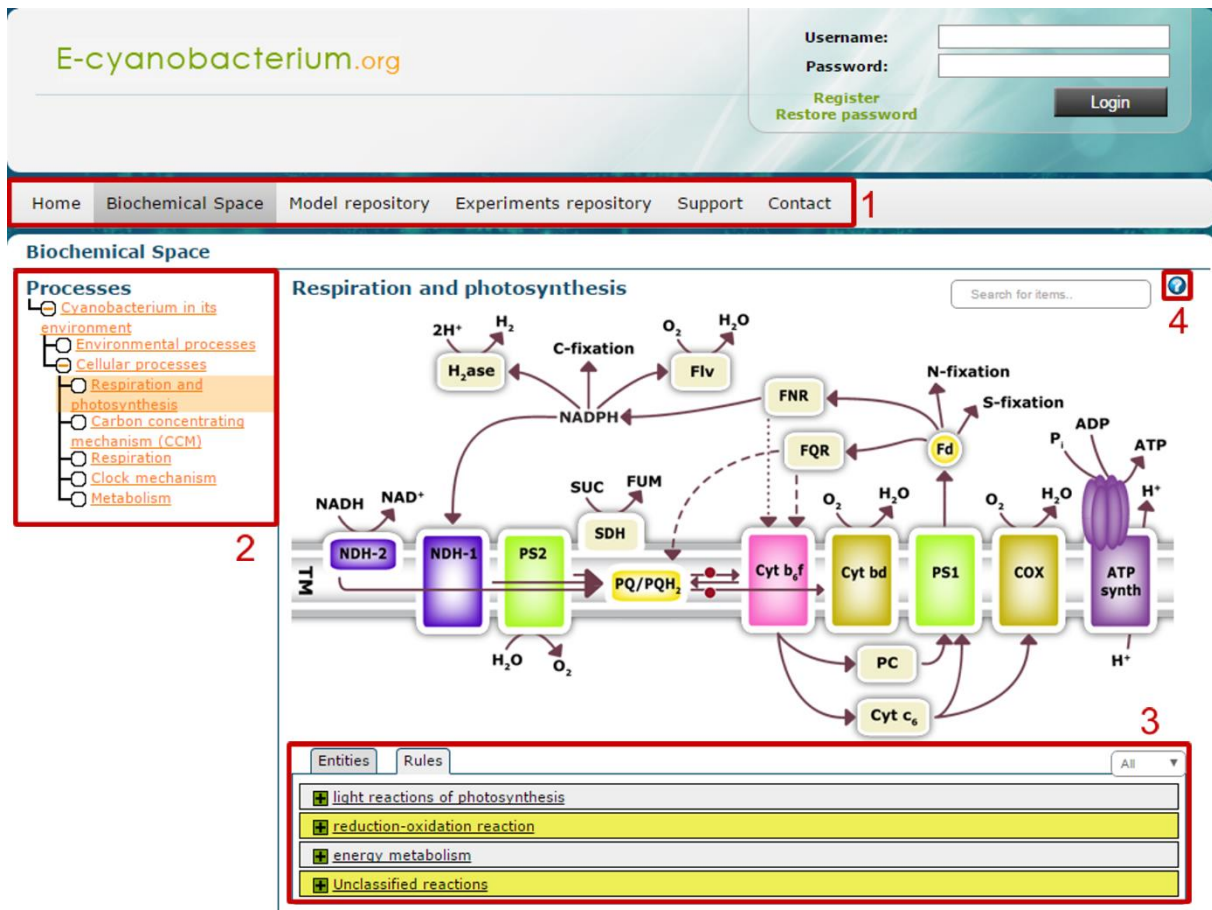 E-cyanobacterium.org
Username:
Password:
Register
Restore password
Login
Home Biochemical Space Model repository Experiments repository Support Contact
1
Biochemical Space
Processes
Cyanobacterium in its
environment
Environmental processes
Cellular processes
Respiration and
photosynthesis
Carbon concentrating
mechanism (CCM)
Respiration
Clock mechanism
Metabolism
2
Respiration and photosynthesis
Search for items..
?
4
2H⁺ H₂
O₂ H₂O
C-fixation
H₂ase
Flv
NADPH
FNR
N-fixation
S-fixation
FQR
Fd
ADP
Pᵢ
ATP
NADH NAD⁺
SUC FUM
O₂ H₂O
O₂ H₂O
H⁺
SDH
NDH-2
NDH-1
PS2
TM
PQ/PQH₂
Cyt b₆f
Cyt bd
PS1
COX
ATP
synth
H₂O O₂
PC
H⁺
Cyt c₆
3
Entities Rules
All ▼
light reactions of photosynthesis
reduction-oxidation reaction
energy metabolism
Unclassified reactions